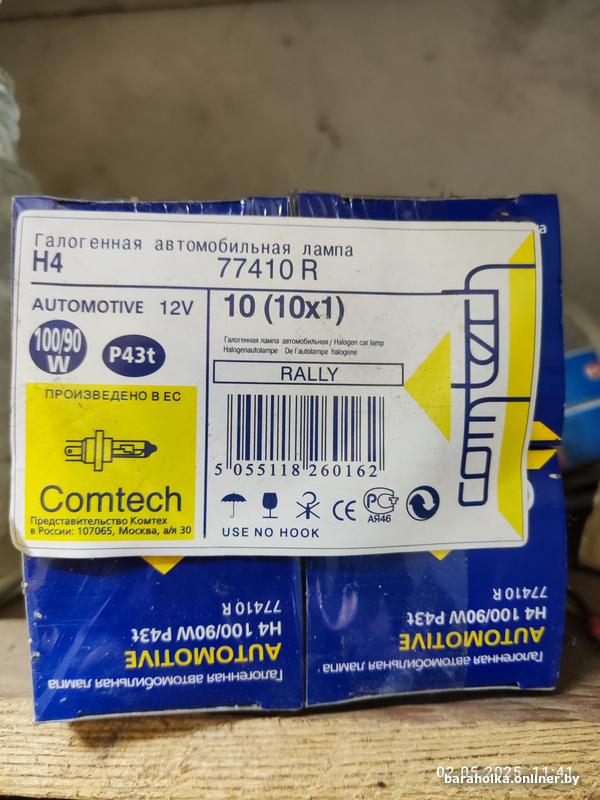 Галогенная автомобильная лампа
H4
77410 R
AUTOMOTIVE 12V
10 (10x1)
100/90
W
P43t
Галогенная лампа автомобильная / Halogen car lamp
Halogenautolampe De l'autolampe halogene
RALLY
ПРОИЗВЕДЕНО В ЕС
Comtech
Представительство Комтех
в России: 107065, Москва, а/я 30
5 055118 260162
CE
РСТ
АЯ46
USE NO HOOK
comtech
Галогенная автомобильная лампа
AUTOMOTIVE
H4 100/90W P43t
77410 R
Галогенная автомобильная лампа
AUTOMOTIVE
H4 100/90W P43t
77410 R
02.05.2025 11:41
baraholka.onliner.by